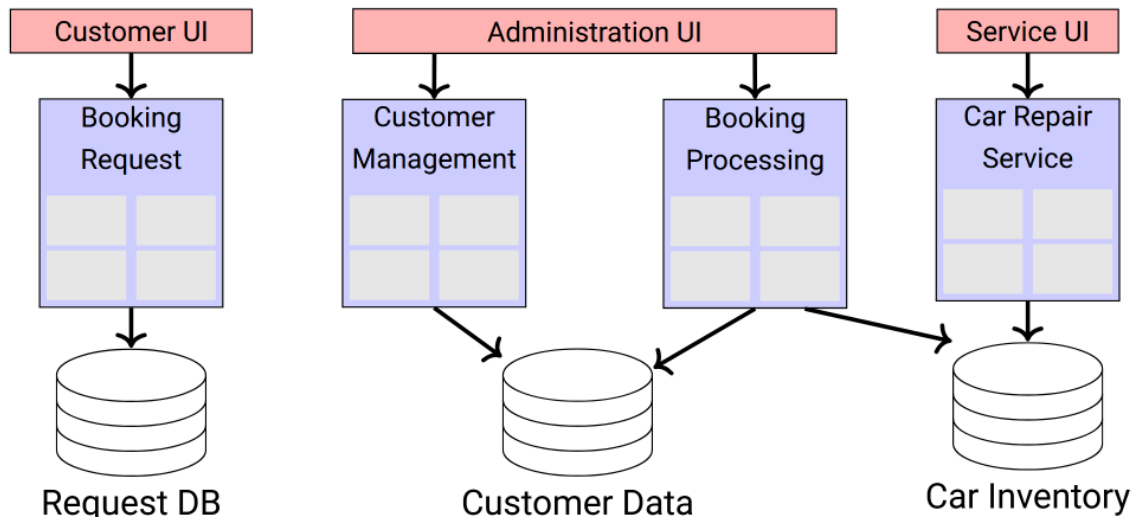 Customer UI
Administration UI
Service UI
Booking
Request
Customer
Management
Booking
Processing
Car Repair
Service
Request DB
Customer Data
Car Inventory